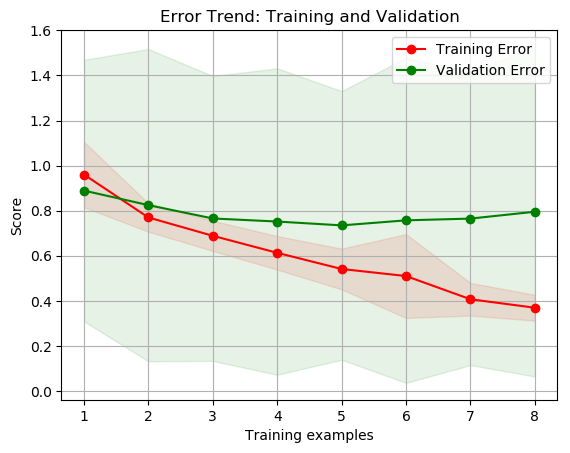 Error Trend: Training and Validation
Training Error
Validation Error
Score
1.6
1.4
1.2
1.0
0.8
0.6
0.4
0.2
0.0
1 2 3 4 5 6 7 8
Training examples